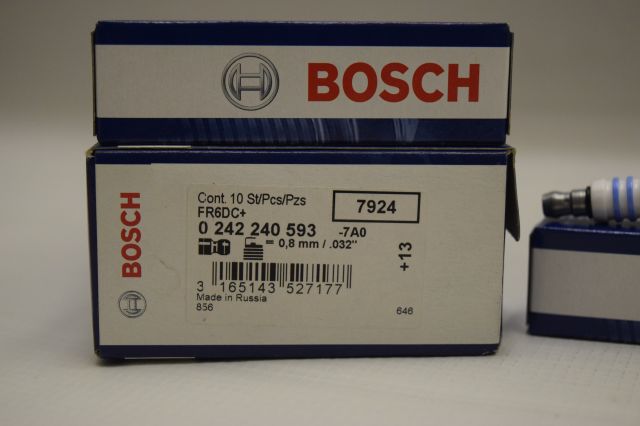 BOSCH
BOSCH
Cont. 10 St/Pcs/Pzs
FR6DC+
7924
0 242 240 593 -7A0
= 0,8 mm / .032"
+13
3 165143 527177
Made in Russia
856
646